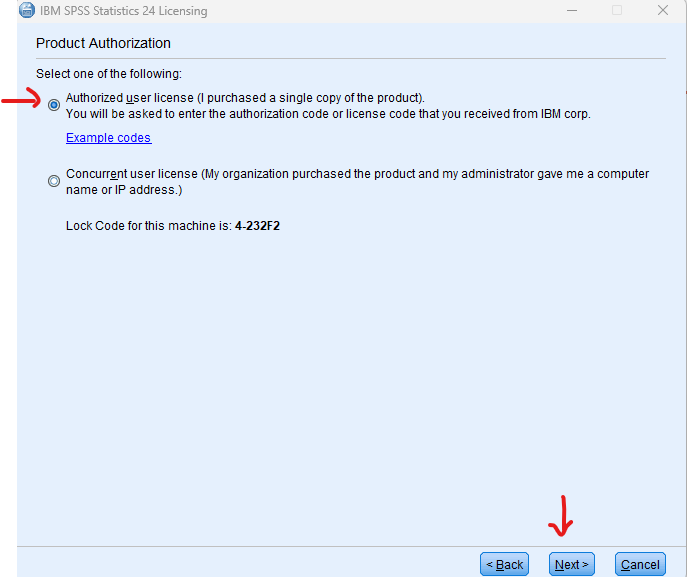 IBM SPSS Statistics 24 Licensing
Product Authorization
Select one of the following:
Authorized user license (I purchased a single copy of the product).
You will be asked to enter the authorization code or license code that you received from IBM corp.
Example codes
Concurrent user license (My organization purchased the product and my administrator gave me a computer
name or IP address.)
Lock Code for this machine is: 4-232F2
< Back Next > Cancel